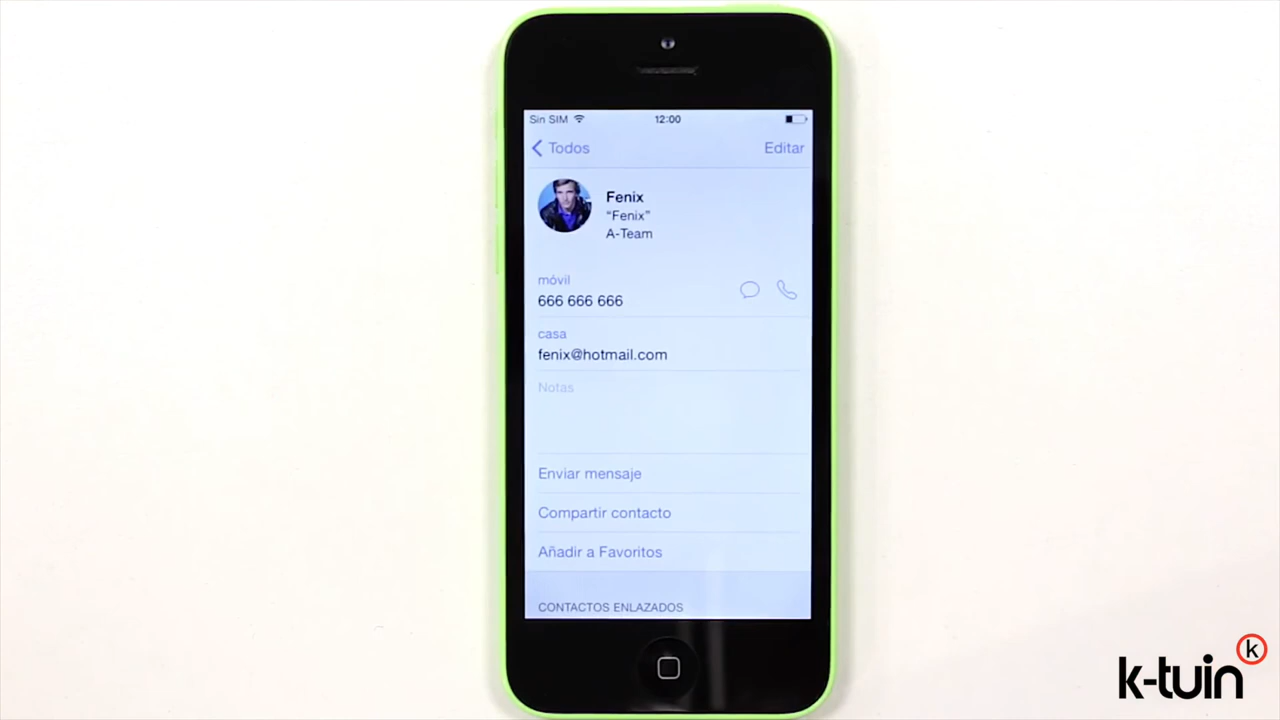 Sin SIM 12:00
Todos Editar
Fenix
“Fenix”
A-Team
móvil
666 666 666
casa
fenix@hotmail.com
Notas
Enviar mensaje
Compartir contacto
Añadir a Favoritos
CONTACTOS ENLAZADOS
k-tuin k